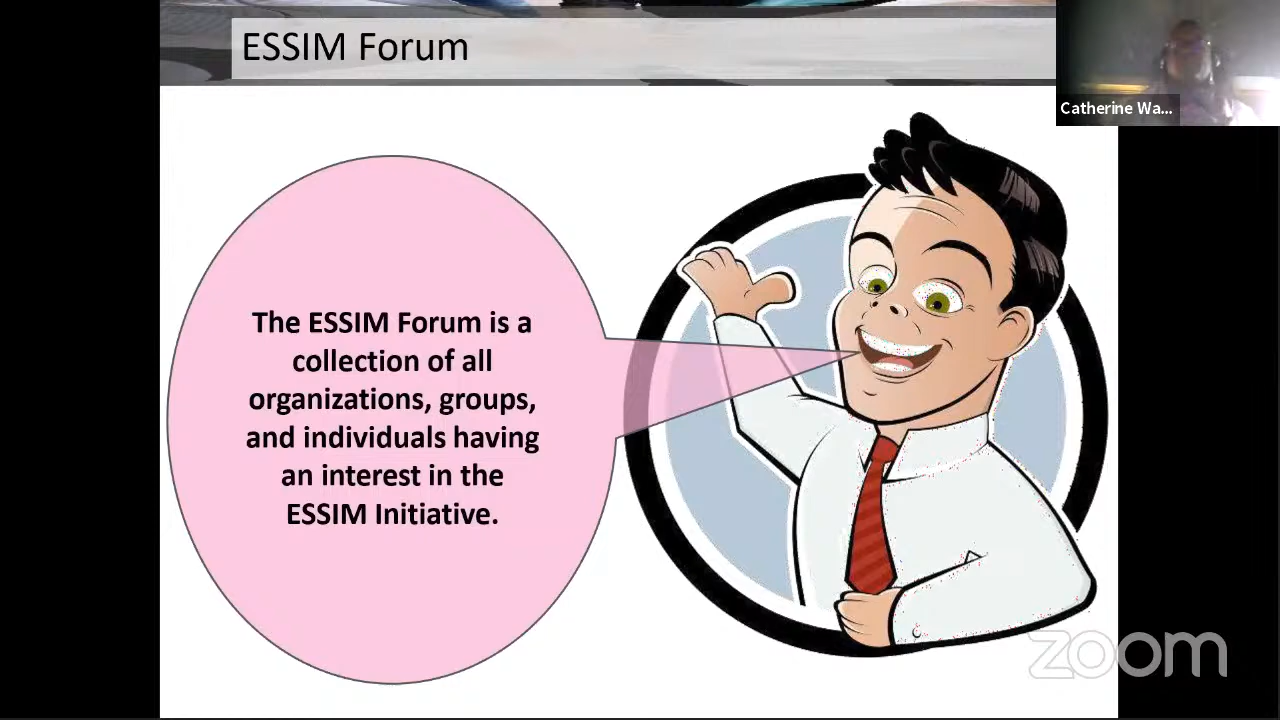 ESSIM Forum
Catherine Wa...
The ESSIM Forum is a
collection of all
organizations, groups,
and individuals having
an interest in the
ESSIM Initiative.
zoom